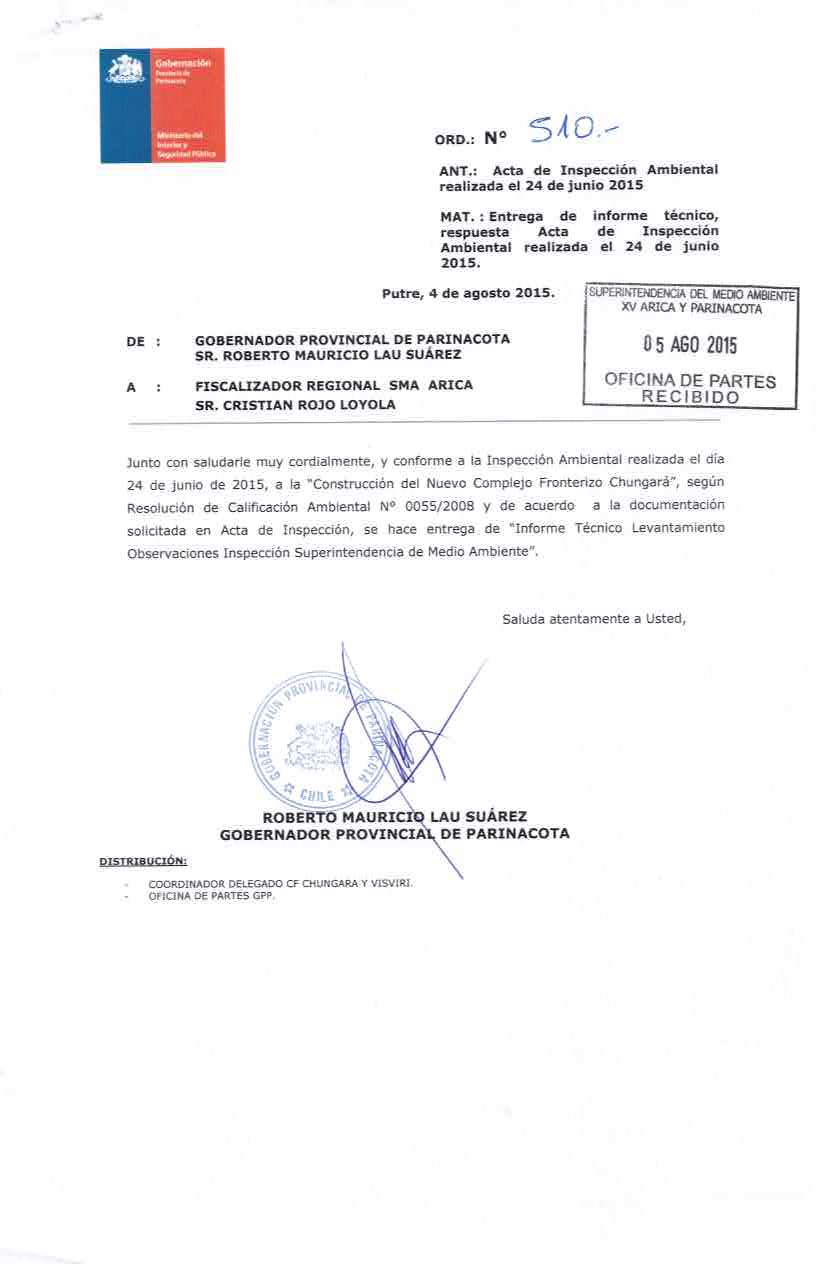 Gobernación
Provincia de
Parinacota
Ministerio del
Interior y
Seguridad Pública
ORD.: Nº 510.-
ANT.: Acta de Inspección Ambiental
realizada el 24 de junio 2015
MAT. : Entrega de informe técnico,
respuesta Acta de Inspección
Ambiental realizada el 24 de junio
2015.
Putre, 4 de agosto 2015.
SUPERINTENDENCIA DEL MEDIO AMBIENTE
XV ARICA Y PARINACOTA
05 AGO 2015
OFICINA DE PARTES
RECIBIDO
DE : GOBERNADOR PROVINCIAL DE PARINACOTA
SR. ROBERTO MAURICIO LAU SUÁREZ
A : FISCALIZADOR REGIONAL SMA ARICA
SR. CRISTIAN ROJO LOYOLA
Junto con saludarle muy cordialmente, y conforme a la Inspección Ambiental realizada el día
24 de junio de 2015, a la "Construcción del Nuevo Complejo Fronterizo Chungará", según
Resolución de Calificación Ambiental Nº 0055/2008 y de acuerdo a la documentación
solicitada en Acta de Inspección, se hace entrega de "Informe Técnico Levantamiento
Observaciones Inspección Superintendencia de Medio Ambiente".
Saluda atentamente a Usted,
GOBERNACION PROVINCIAL DE PARINACOTA
CHILE
ROBERTO MAURICIO LAU SUÁREZ
GOBERNADOR PROVINCIAL DE PARINACOTA
DISTRIBUCIÓN:
- COORDINADOR DELEGADO CF CHUNGARA Y VISVIRI.
- OFICINA DE PARTES GPP.